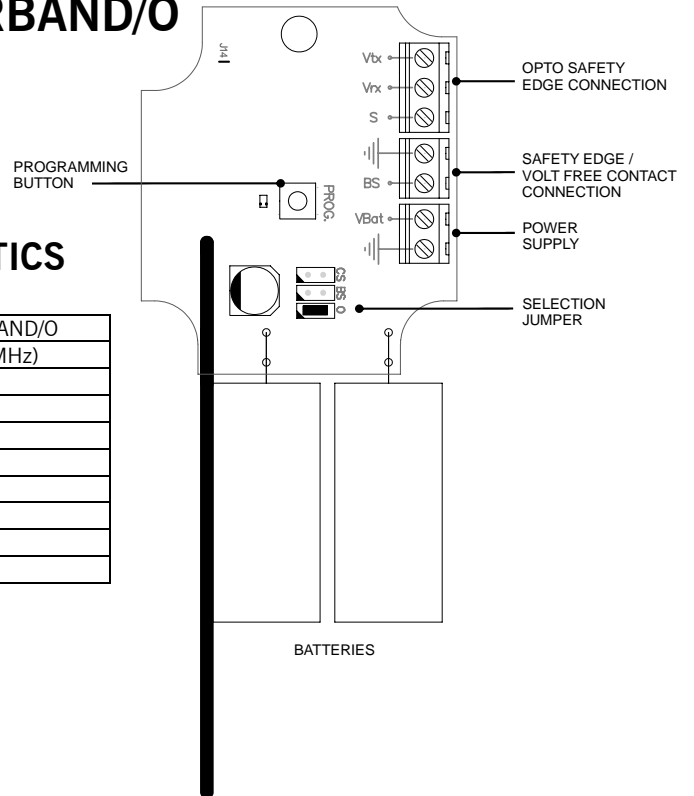 RBAND/O
J14
Vtx
Vrx
S
OPTO SAFETY
EDGE CONNECTION
BS
SAFETY EDGE /
VOLT FREE CONTACT
CONNECTION
PROGRAMMING
BUTTON
PROG.
VBat
POWER
SUPPLY
TICS
CS
BS
O
SELECTION
JUMPER
AND/O
MHz)
BATTERIES